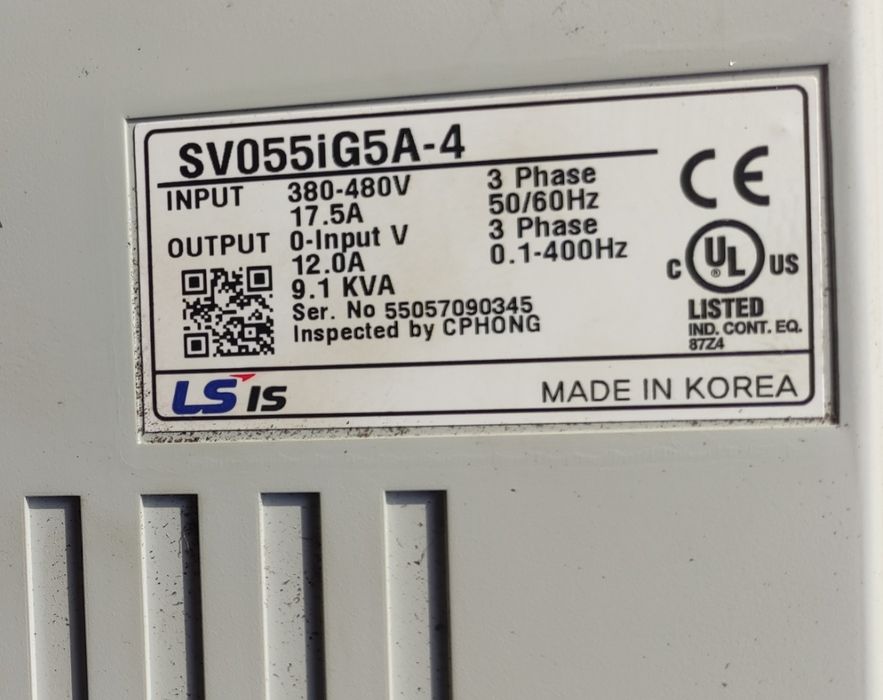 SV055iG5A-4
INPUT 380-480V 3 Phase
17.5A 50/60Hz
OUTPUT 0-Input V 3 Phase
12.0A 0.1-400Hz
9.1 KVA
Ser. No 55057090345
Inspected by CPHONG
CE
C UL US
®
LISTED
IND. CONT. EQ.
87Z4
LS IS
MADE IN KOREA